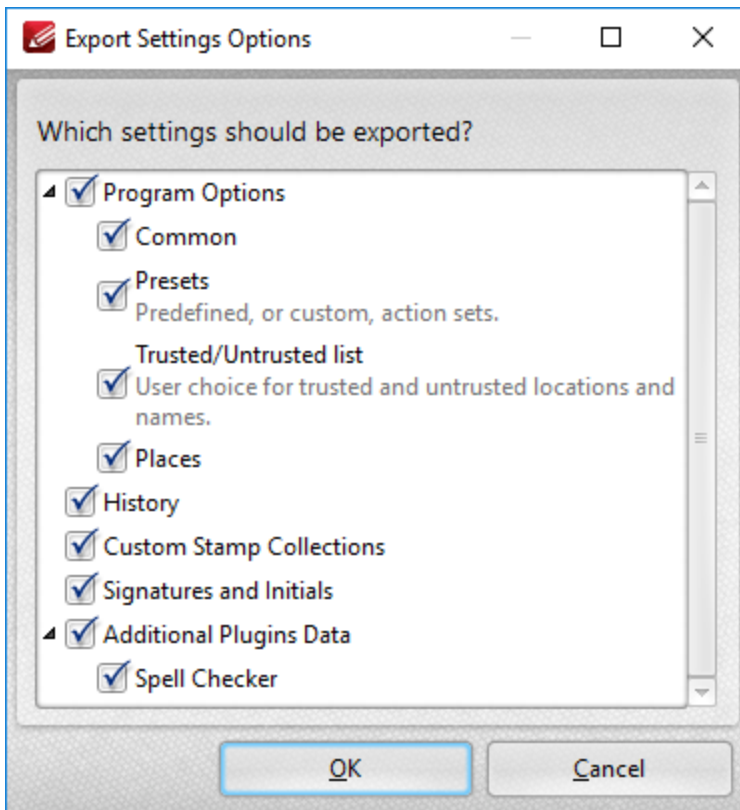 Export Settings Options
Which settings should be exported?
Program Options
Common
Presets
Predefined, or custom, action sets.
Trusted/Untrusted list
User choice for trusted and untrusted locations and
names.
Places
History
Custom Stamp Collections
Signatures and Initials
Additional Plugins Data
Spell Checker
OK
Cancel